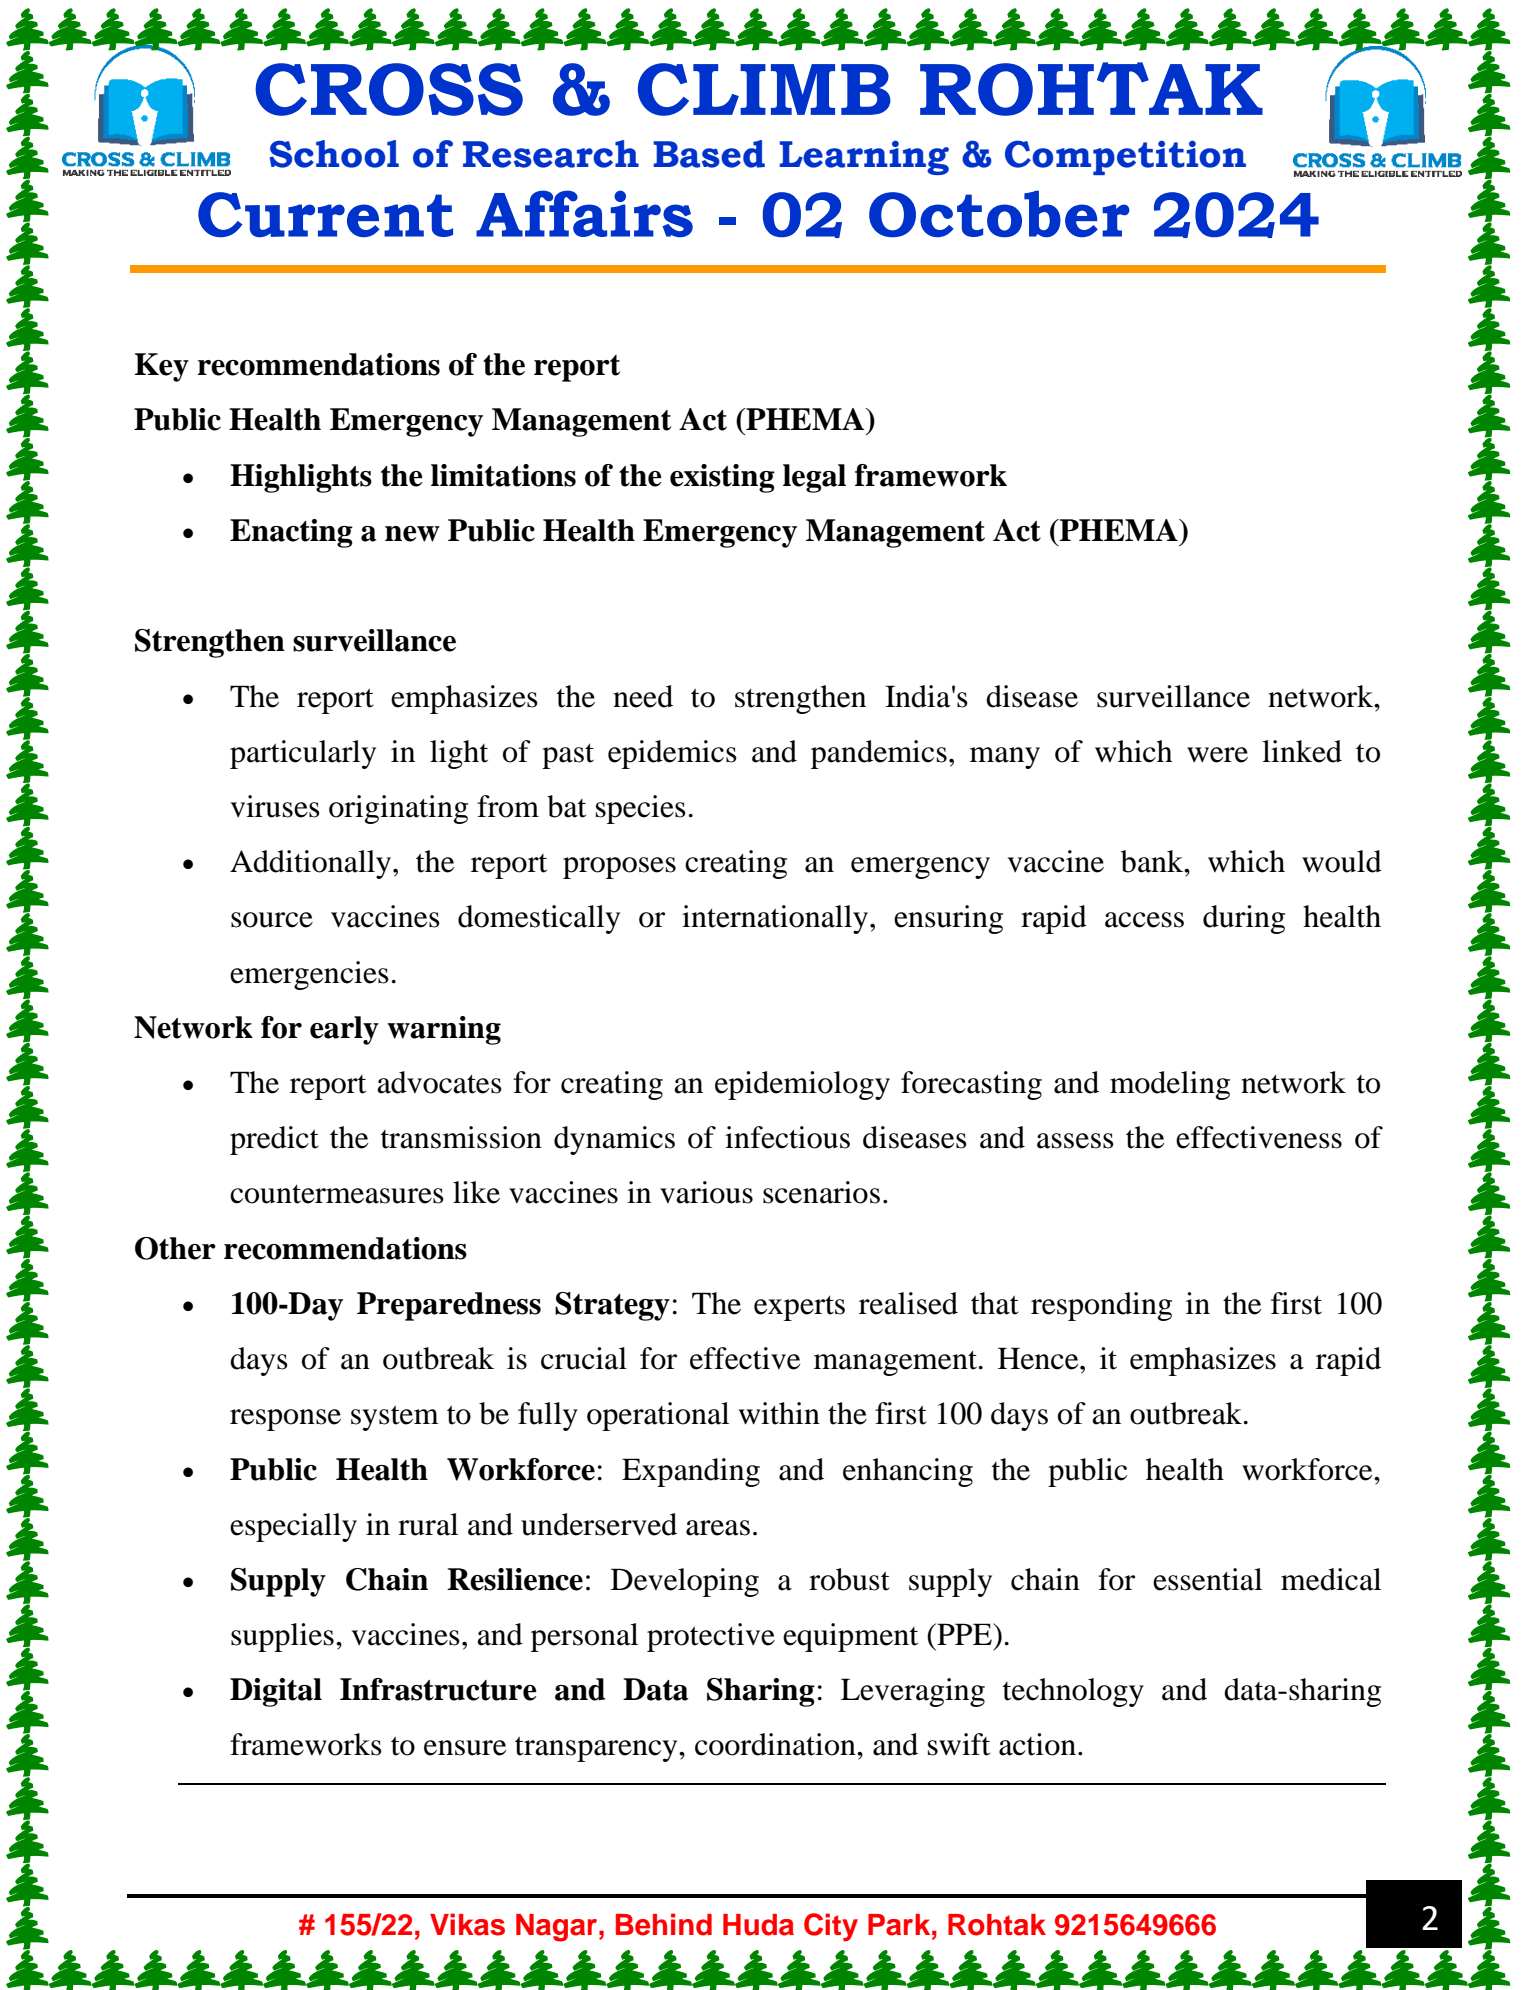 CROSS & CLIMB ROHTAK
CROSS & CLIMB
MAKING THE ELIGIBLE ENTITLED
School of Research Based Learning & Competition
CROSS & CLIMB
MAKING THE ELIGIBLE ENTITLED
Current Affairs - 02 October 2024
Key recommendations of the report
Public Health Emergency Management Act (PHEMA)
• Highlights the limitations of the existing legal framework
• Enacting a new Public Health Emergency Management Act (PHEMA)
Strengthen surveillance
• The report emphasizes the need to strengthen India's disease surveillance network,
particularly in light of past epidemics and pandemics, many of which were linked to
viruses originating from bat species.
• Additionally, the report proposes creating an emergency vaccine bank, which would
source vaccines domestically or internationally, ensuring rapid access during health
emergencies.
Network for early warning
• The report advocates for creating an epidemiology forecasting and modeling network to
predict the transmission dynamics of infectious diseases and assess the effectiveness of
countermeasures like vaccines in various scenarios.
Other recommendations
• 100-Day Preparedness Strategy: The experts realised that responding in the first 100
days of an outbreak is crucial for effective management. Hence, it emphasizes a rapid
response system to be fully operational within the first 100 days of an outbreak.
• Public Health Workforce: Expanding and enhancing the public health workforce,
especially in rural and underserved areas.
• Supply Chain Resilience: Developing a robust supply chain for essential medical
supplies, vaccines, and personal protective equipment (PPE).
• Digital Infrastructure and Data Sharing: Leveraging technology and data-sharing
frameworks to ensure transparency, coordination, and swift action.
# 155/22, Vikas Nagar, Behind Huda City Park, Rohtak 9215649666
2